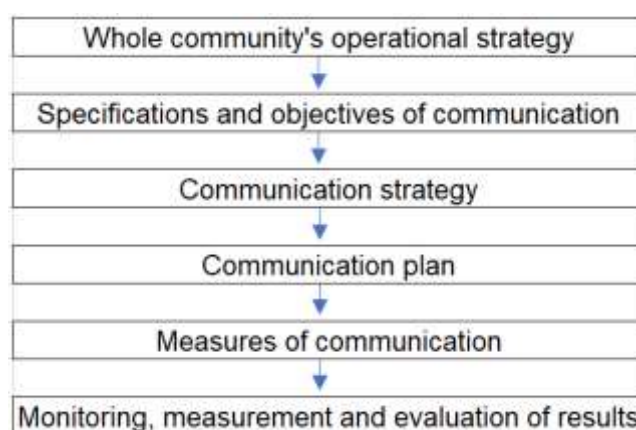 Whole community's operational strategy
Specifications and objectives of communication
Communication strategy
Communication plan
Measures of communication
Monitoring, measurement and evaluation of results